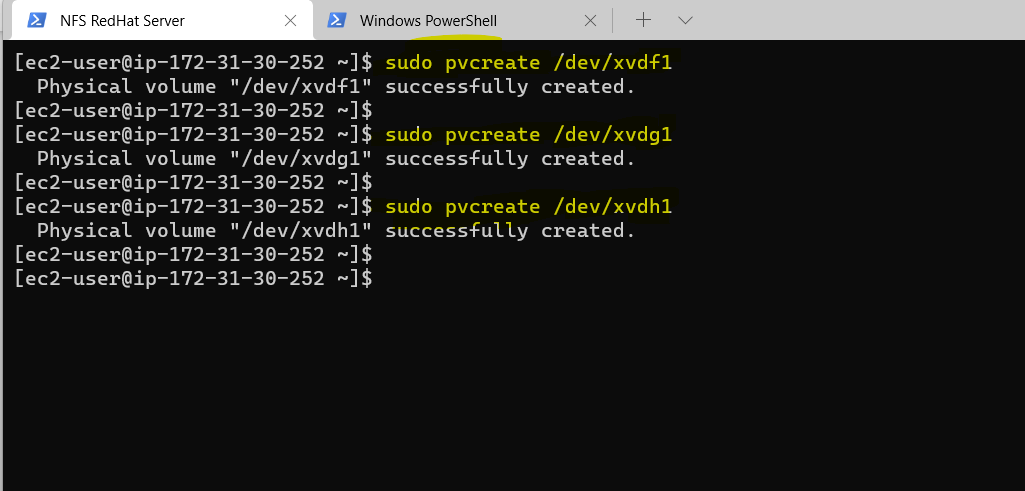 NFS RedHat Server
Windows PowerShell
[ec2-user@ip-172-31-30-252 ~]$ sudo pvcreate /dev/xvdf1
  Physical volume "/dev/xvdf1" successfully created.
[ec2-user@ip-172-31-30-252 ~]$
[ec2-user@ip-172-31-30-252 ~]$ sudo pvcreate /dev/xvdg1
  Physical volume "/dev/xvdg1" successfully created.
[ec2-user@ip-172-31-30-252 ~]$
[ec2-user@ip-172-31-30-252 ~]$ sudo pvcreate /dev/xvdh1
  Physical volume "/dev/xvdh1" successfully created.
[ec2-user@ip-172-31-30-252 ~]$
[ec2-user@ip-172-31-30-252 ~]$